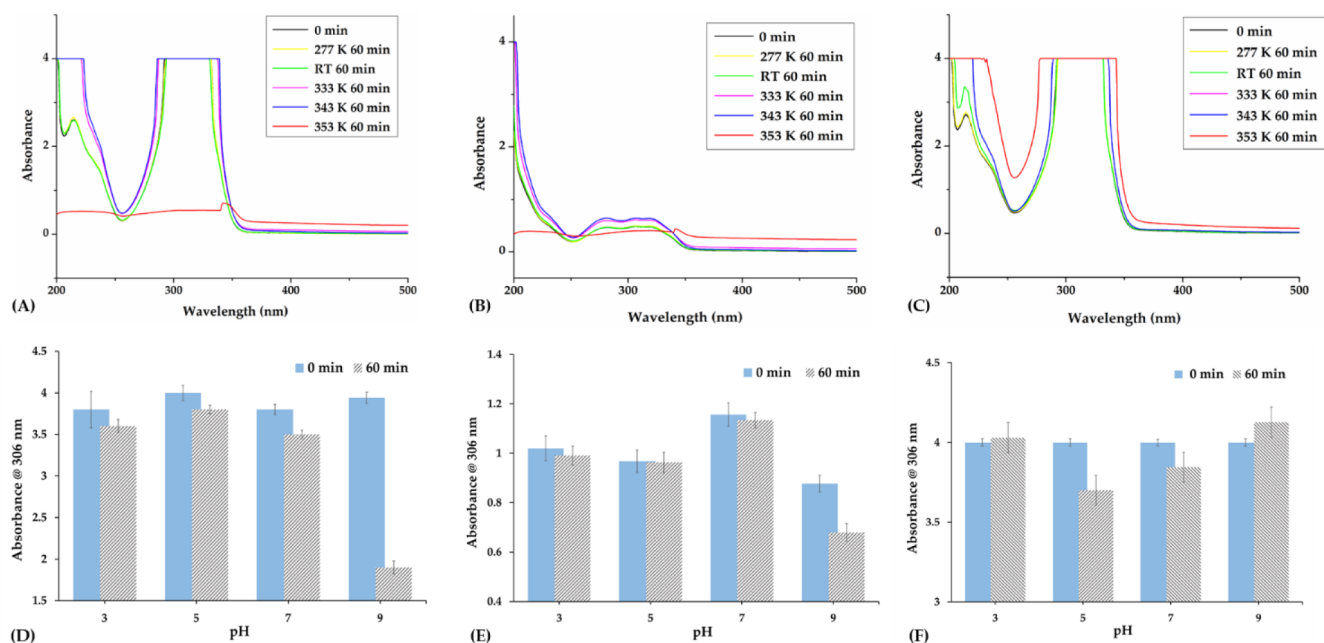 0 min
277 K 60 min
RT 60 min
333 K 60 min
343 K 60 min
353 K 60 min
Absorbance
4
2
0
200
300
400
500
Wavelength (nm)
(A)
0 min
277 K 60 min
RT 60 min
333 K 60 min
343 K 60 min
353 K 60 min
Absorbance
4
2
0
200
300
400
500
Wavelength (nm)
(B)
0 min
277 K 60 min
RT 60 min
333 K 60 min
343 K 60 min
353 K 60 min
Absorbance
4
2
0
200
300
400
500
Wavelength (nm)
(C)
0 min 60 min
Absorbance @ 306 nm
4.5
4
3.5
3
2.5
2
1.5
3
5
7
9
pH
(D)
0 min 60 min
Absorbance @ 306 nm
1.4
1.2
1
0.8
0.6
0.4
3
5
7
9
pH
(E)
0 min 60 min
Absorbance @ 306 nm
4.5
4
3.5
3
3
5
7
9
pH
(F)